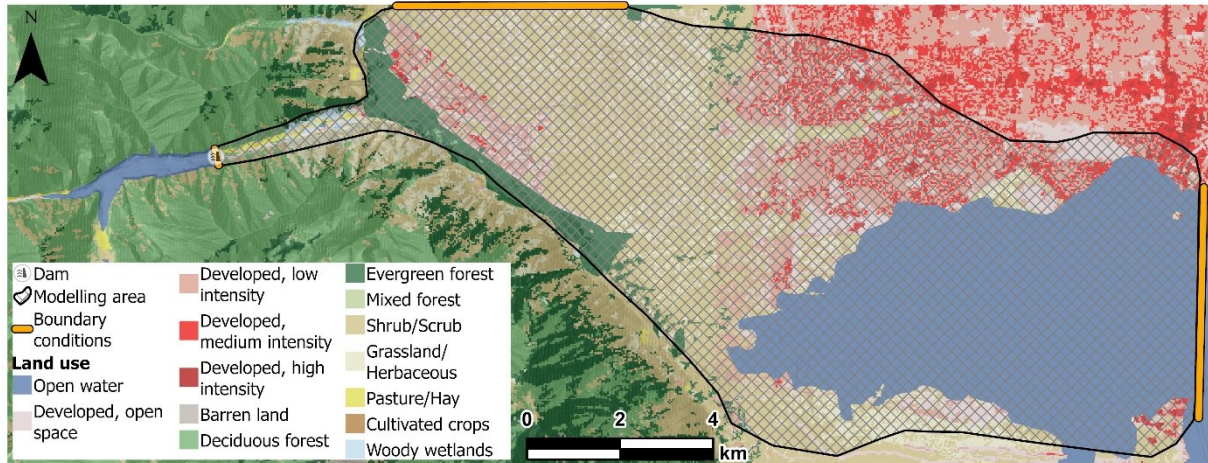 N
Dam
Modelling area
Boundary
conditions
Land use
Open water
Developed, open
space
Developed, low
intensity
Developed,
medium intensity
Developed, high
intensity
Barren land
Deciduous forest
Evergreen forest
Mixed forest
Shrub/Scrub
Grassland/
Herbaceous
Pasture/Hay
Cultivated crops
Woody wetlands
0 2 4
km